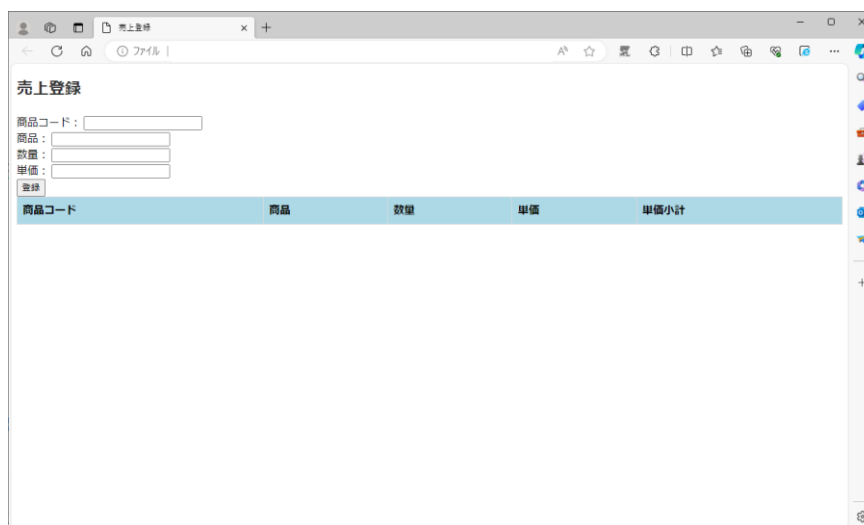 売上登録
ファイル
売上登録
商品コード：
商品：
数量：
単価：
登録
商品コード 商品 数量 単価 単価小計